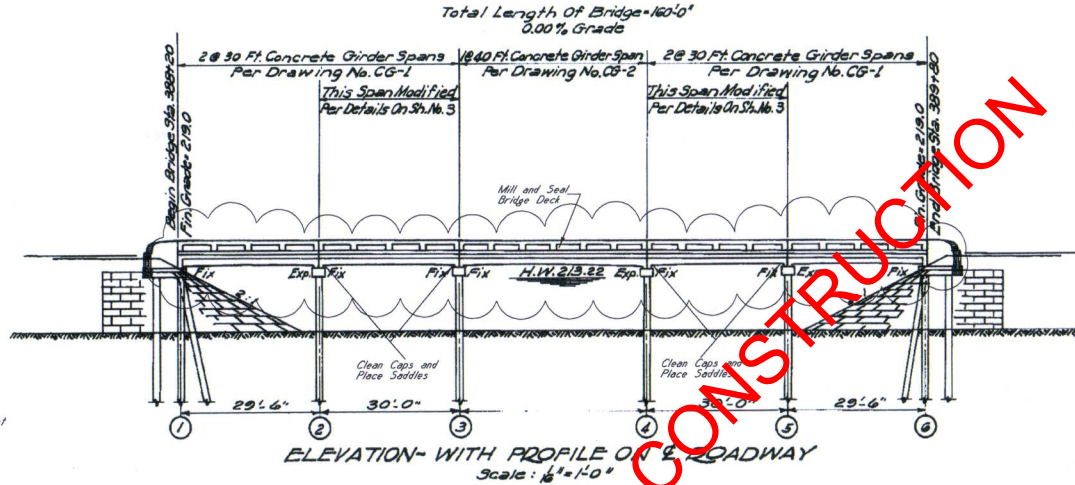 Total Length Of Bridge=160'-0"
0.00% Grade
2@30 Ft. Concrete Girder Spans
Per Drawing No. CG-1
1@40 Ft. Concrete Girder Span
Per Drawing No. CG-2
2@30 Ft. Concrete Girder Spans
Per Drawing No. CG-1
This Span Modified
Per Details On Sh. No. 3
This Span Modified
Per Details On Sh. No. 3
Begin Bridge Sta. 388+20
Fin. Grade=219.0
Fin. Grade=219.0
End Bridge Sta. 389+80
Mill and Seal
Bridge Deck
Fix
Exp.
Fix
Fix
Fix
H.W. 213.22
Exp.
Fix
Fix
Exp.
2:1
Clean Caps and
Place Saddles
Clean Caps and
Place Saddles
29'-6"
30'-0"
30'-0"
29'-6"
1
2
3
4
5
6
ELEVATION- WITH PROFILE ON ℄ ROADWAY
Scale: 1/16"=1'-0"
CONSTRUCTION